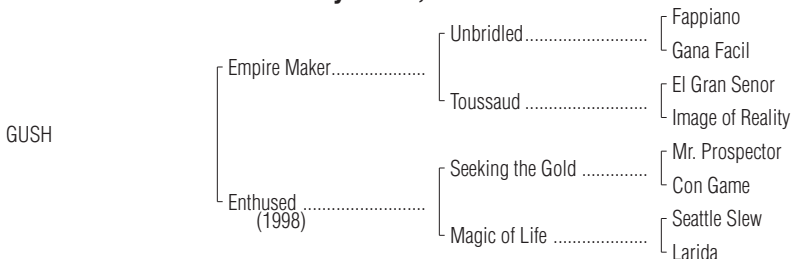 Fappiano
Unbridled
Gana Facil
Empire Maker
El Gran Senor
Toussaud
Image of Reality
GUSH
Mr. Prospector
Seeking the Gold
Con Game
Enthused
(1998)
Seattle Slew
Magic of Life
Larida